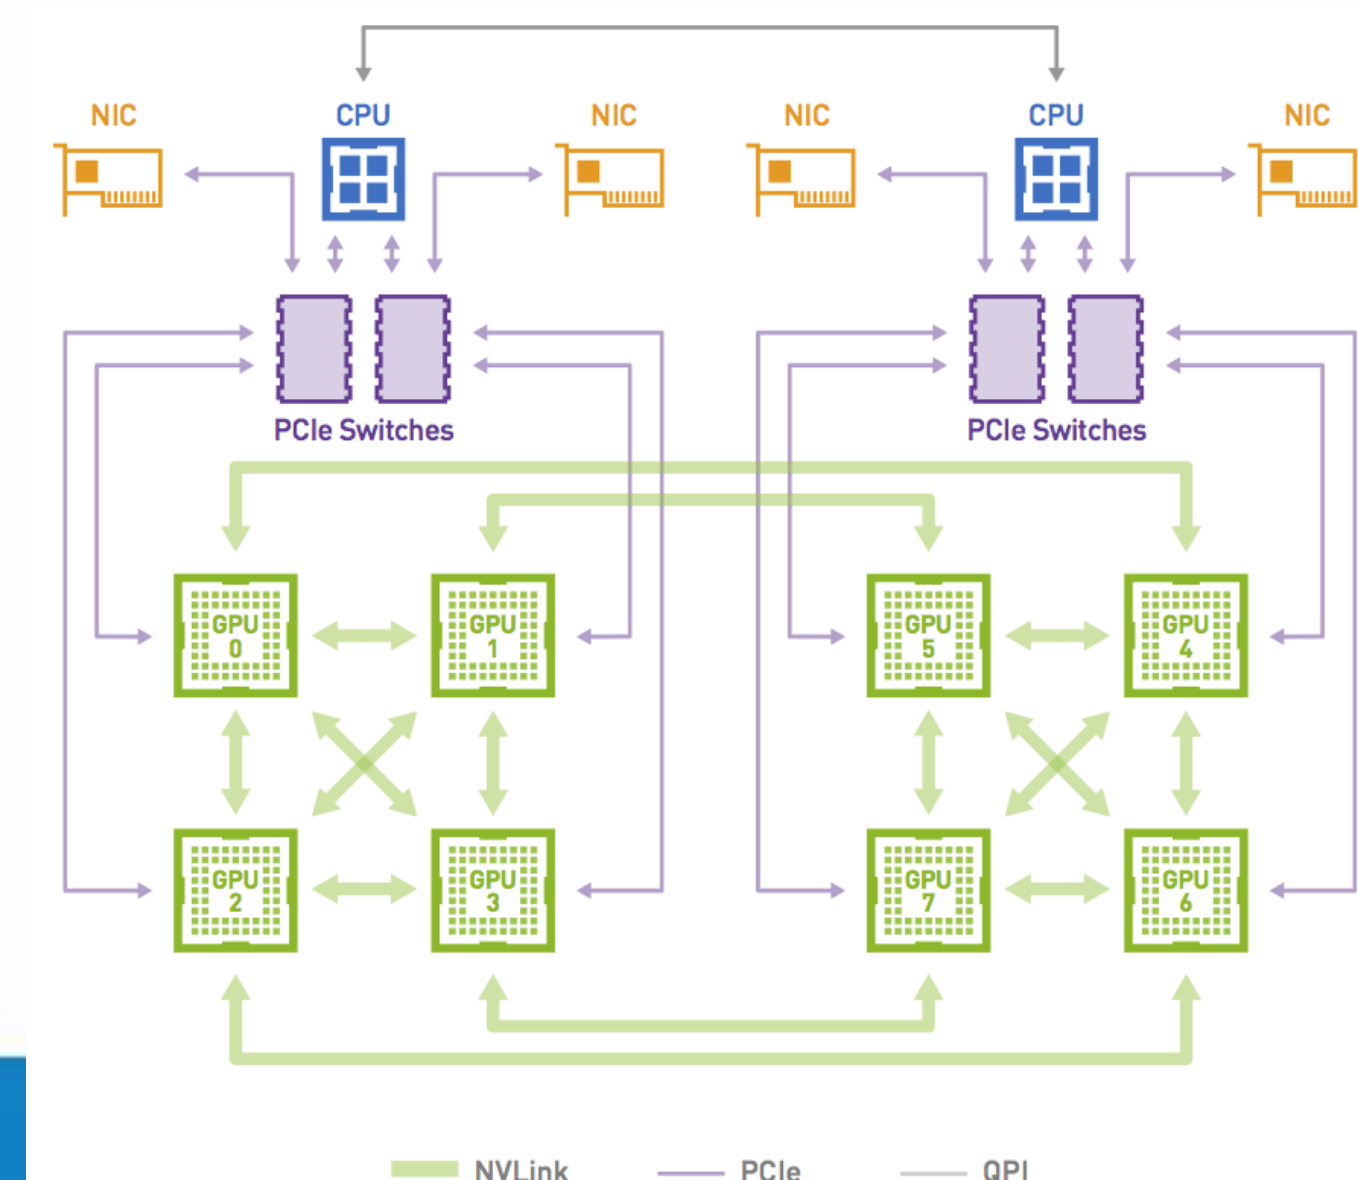 NIC
CPU
NIC
NIC
CPU
NIC
PCIe Switches
PCIe Switches
GPU
0
GPU
1
GPU
5
GPU
4
GPU
2
GPU
3
GPU
7
GPU
6
NVLink
PCIe
QPI